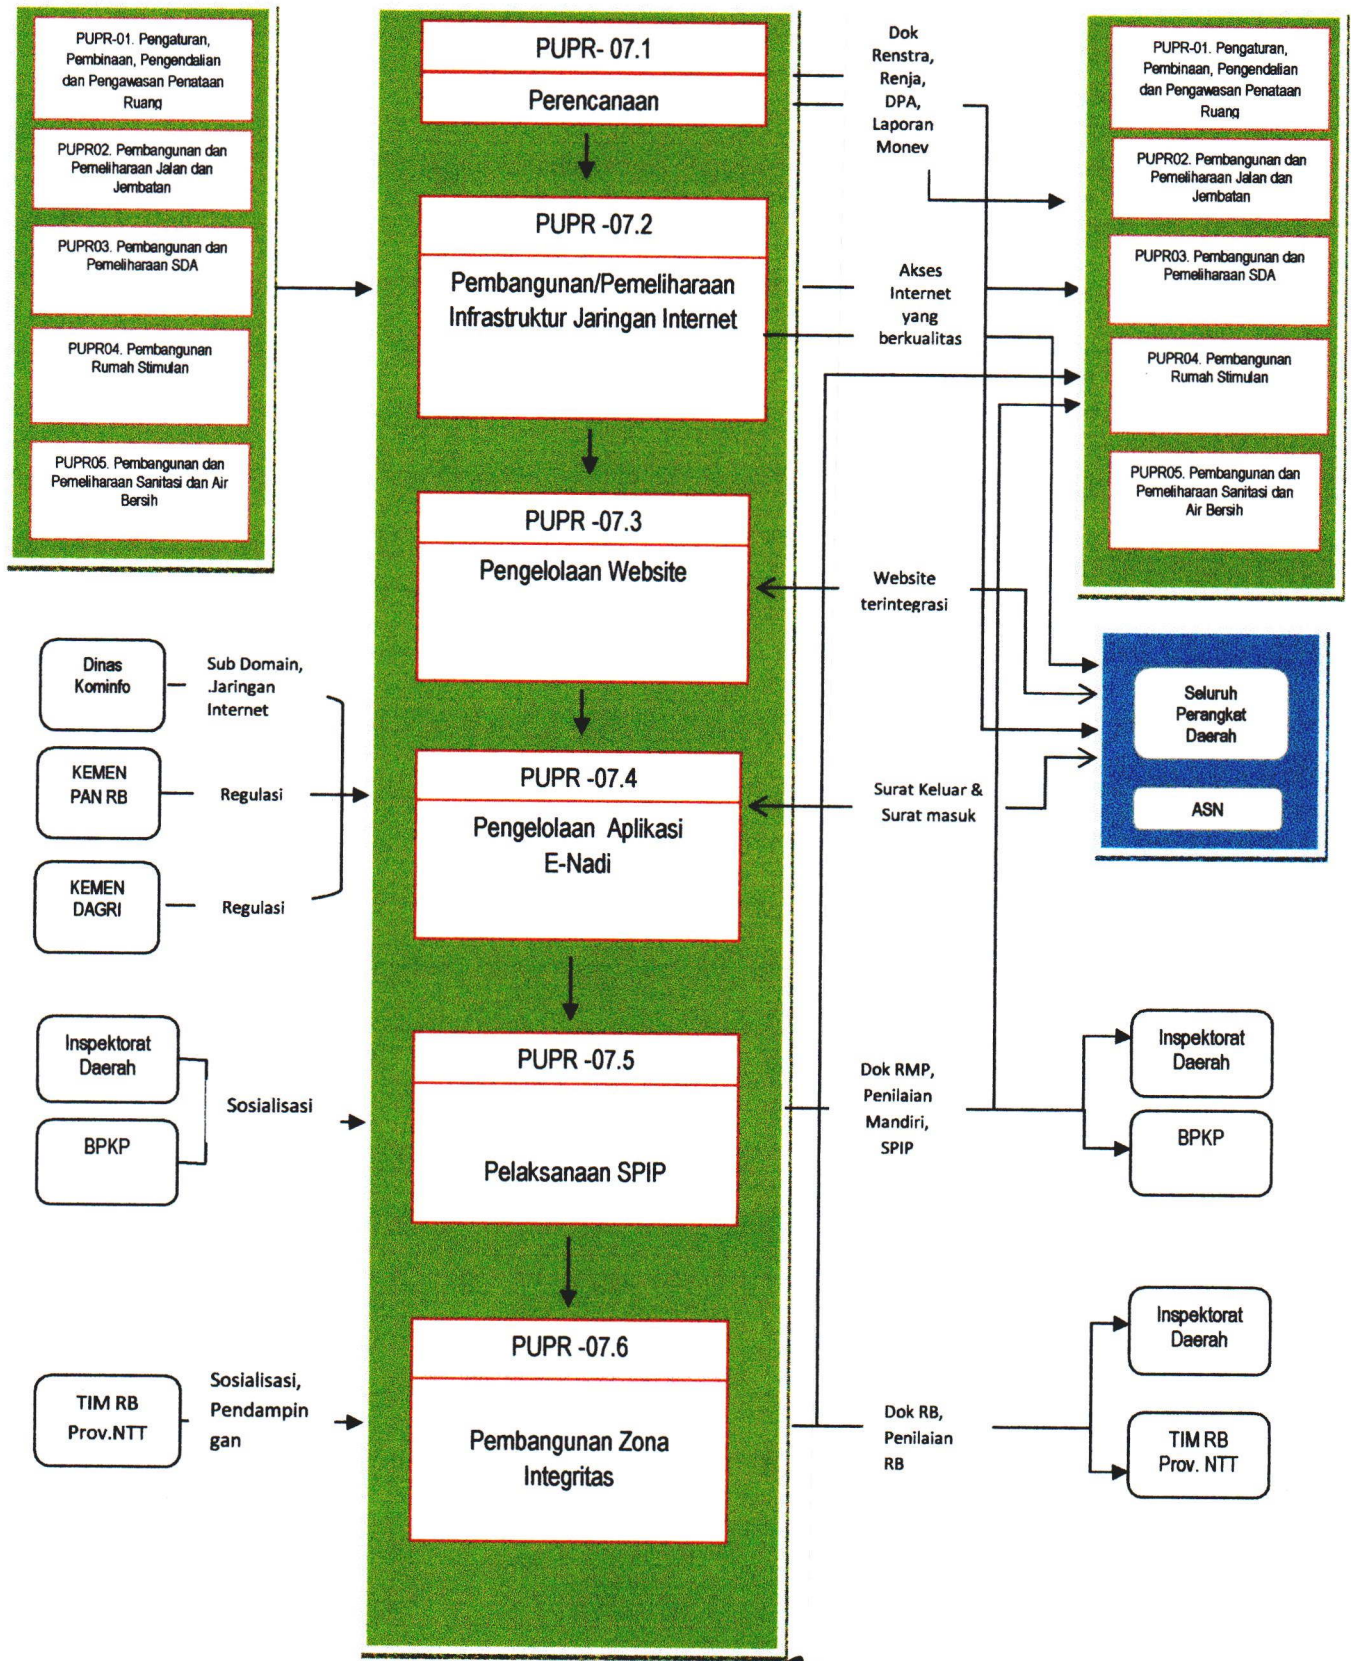 PUPR-01. Pengaturan,
Pembinaan, Pengendalian
dan Pengawasan Penataan
Ruang
PUPR02. Pembangunan dan
Pemeliharaan Jalan dan
Jembatan
PUPR03. Pembangunan dan
Pemeliharaan SDA
PUPR04. Pembangunan
Rumah Stimulan
PUPR05. Pembangunan dan
Pemeliharaan Sanitasi dan Air
Bersih
Dinas
Kominfo
Sub Domain,
.Jaringan
Internet
KEMEN
PAN RB
Regulasi
KEMEN
DAGRI
Regulasi
Inspektorat
Daerah
BPKP
Sosialisasi
TIM RB
Prov.NTT
Sosialisasi,
Pendampin
gan
PUPR- 07.1
Perencanaan
PUPR -07.2
Pembangunan/Pemeliharaan
Infrastruktur Jaringan Internet
PUPR -07.3
Pengelolaan Website
PUPR -07.4
Pengelolaan Aplikasi
E-Nadi
PUPR -07.5
Pelaksanaan SPIP
PUPR -07.6
Pembangunan Zona
Integritas
Dok
Renstra,
Renja,
DPA,
Laporan
Monev
Akses
Internet
yang
berkualitas
Website
terintegrasi
Surat Keluar &
Surat masuk
Dok RMP,
Penilaian
Mandiri,
SPIP
Dok RB,
Penilaian
RB
PUPR-01. Pengaturan,
Pembinaan, Pengendalian
dan Pengawasan Penataan
Ruang
PUPR02. Pembangunan dan
Pemeliharaan Jalan dan
Jembatan
PUPR03. Pembangunan dan
Pemeliharaan SDA
PUPR04. Pembangunan
Rumah Stimulan
PUPR05. Pembangunan dan
Pemeliharaan Sanitasi dan
Air Bersih
Seluruh
Perangkat
Daerah
ASN
Inspektorat
Daerah
BPKP
Inspektorat
Daerah
TIM RB
Prov. NTT